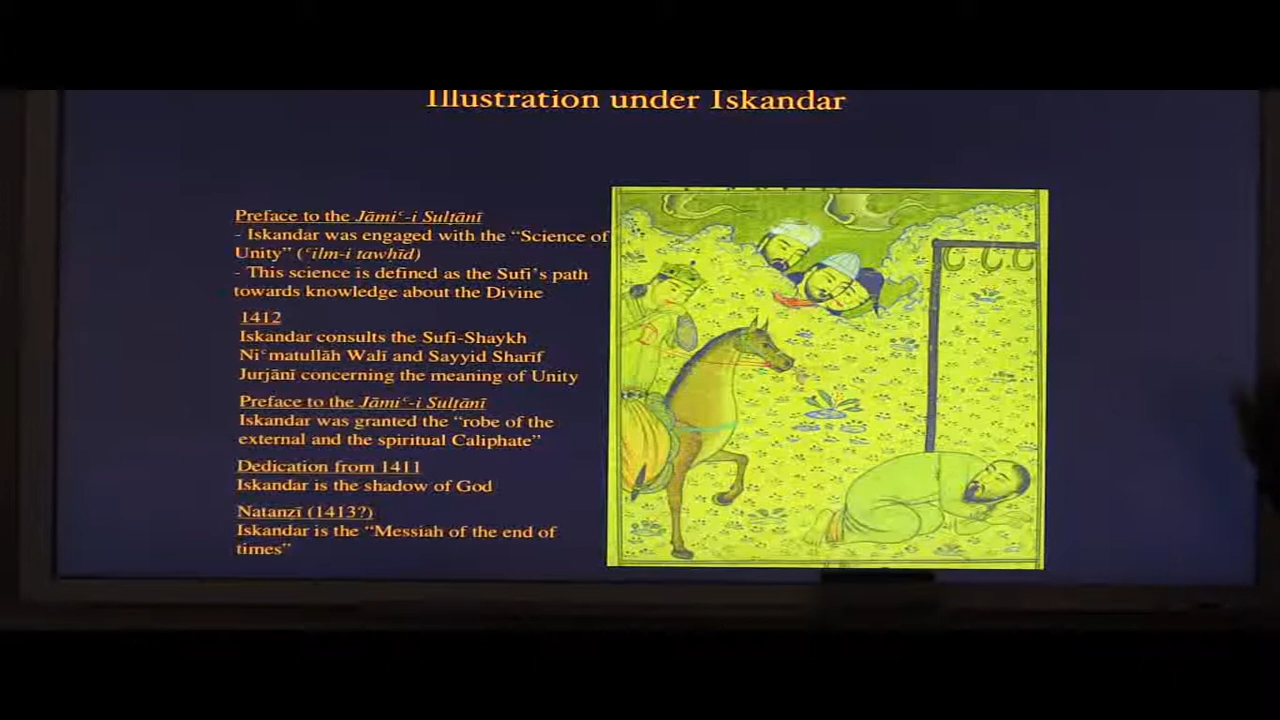 Illustration under Iskandar
Preface to the Jāmiʿ-i Sulṭānī
- Iskandar was engaged with the “Science of
Unity” (ʿilm-i tawḥīd)
- This science is defined as the Sufi’s path
towards knowledge about the Divine
1412
Iskandar consults the Sufi-Shaykh
Niʿmatullāh Walī and Sayyid Sharīf
Jurjānī concerning the meaning of Unity
Preface to the Jāmiʿ-i Sulṭānī
Iskandar was granted the “robe of the
external and the spiritual Caliphate”
Dedication from 1411
Iskandar is the shadow of God
Natanzī (1413?)
Iskandar is the “Messiah of the end of
times”